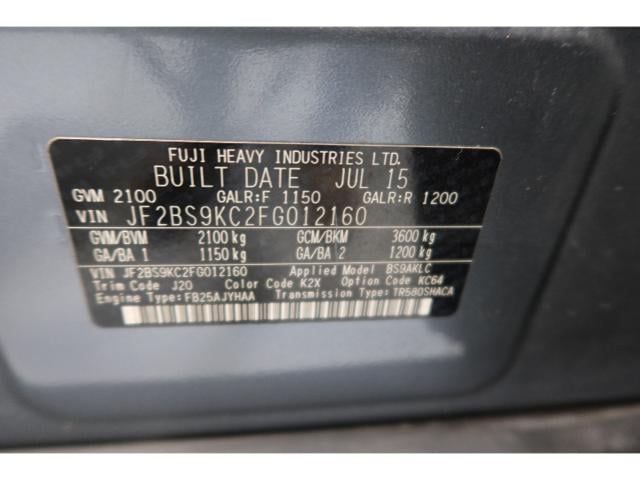 FUJI HEAVY INDUSTRIES LTD.
BUILT DATE JUL 15
GVM 2100 GALR:F 1150 GALR:R 1200
VIN JF2BS9KC2FG012160
GVM/BVM 2100 kg GCM/BKM 3600 kg
GA/BA 1 1150 kg GA/BA 2 1200 kg
VIN JF2BS9KC2FG012160 Applied Model BS9AKLC
Trim Code J20 Color Code K2X Option Code KC64
Engine Type:FB25AJYHAA Transmission Type:TR580SHACA